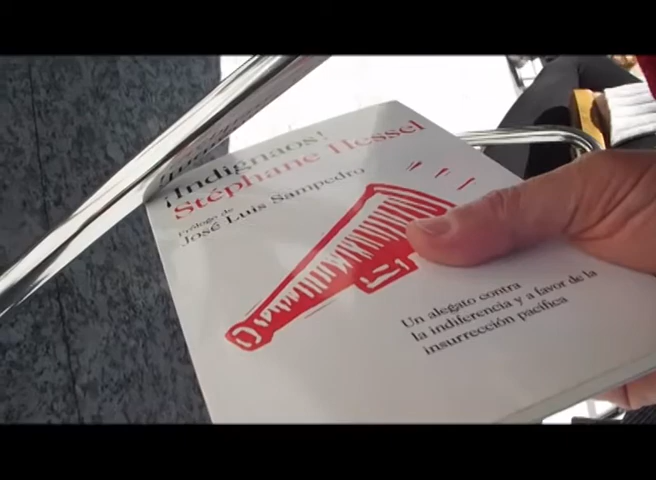 ¡Indignaos!
Stéphane Hessel
Prólogo de
José Luis Sampedro
Un alegato contra
la indiferencia y a favor de la
insurrección pacífica